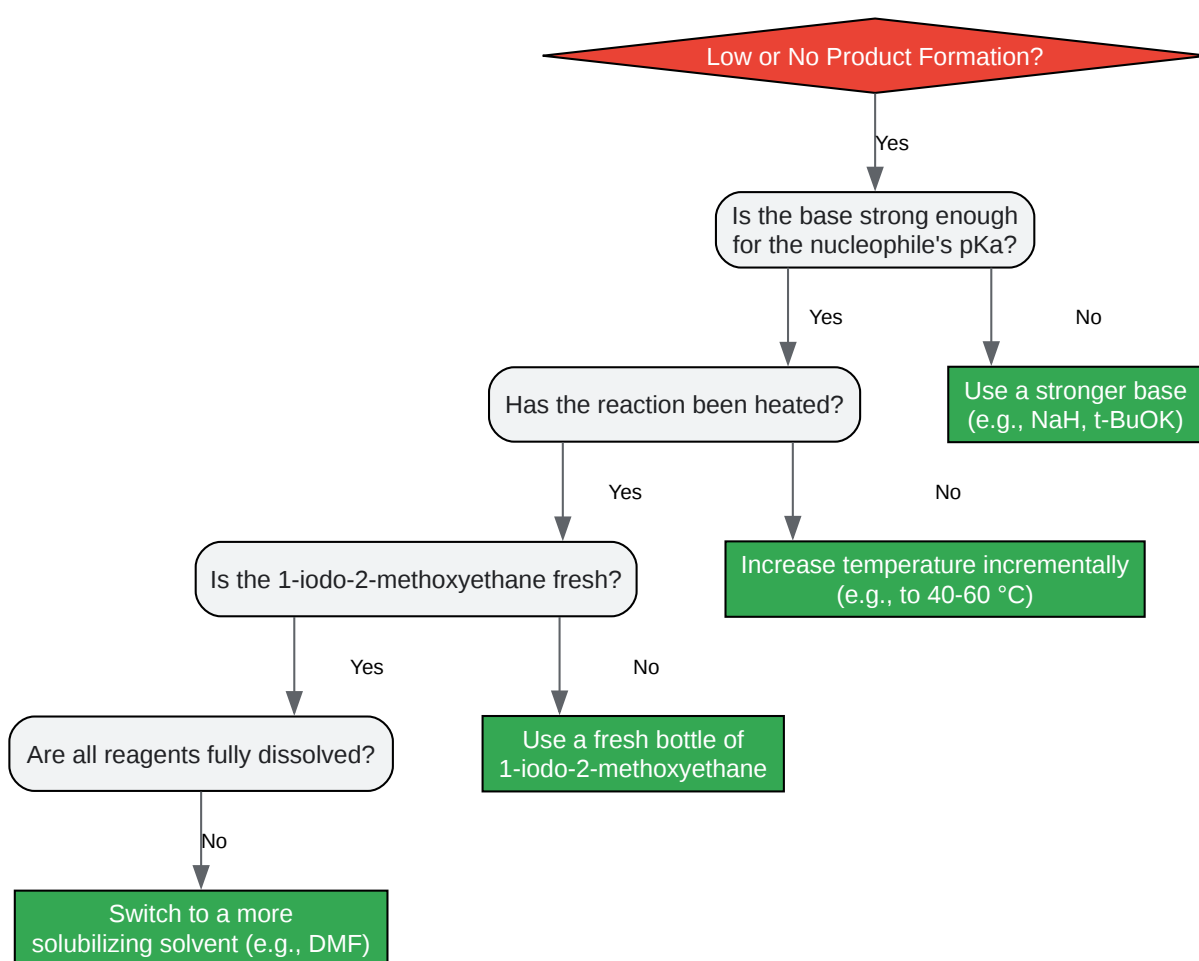 Low or No Product Formation?
Yes
Is the base strong enough
for the nucleophile's pKa?
Yes
No
Has the reaction been heated?
Use a stronger base
(e.g., NaH, t-BuOK)
Yes
No
Is the 1-iodo-2-methoxyethane fresh?
Increase temperature incrementally
(e.g., to 40-60 °C)
Yes
No
Are all reagents fully dissolved?
Use a fresh bottle of
1-iodo-2-methoxyethane
No
Switch to a more
solubilizing solvent (e.g., DMF)